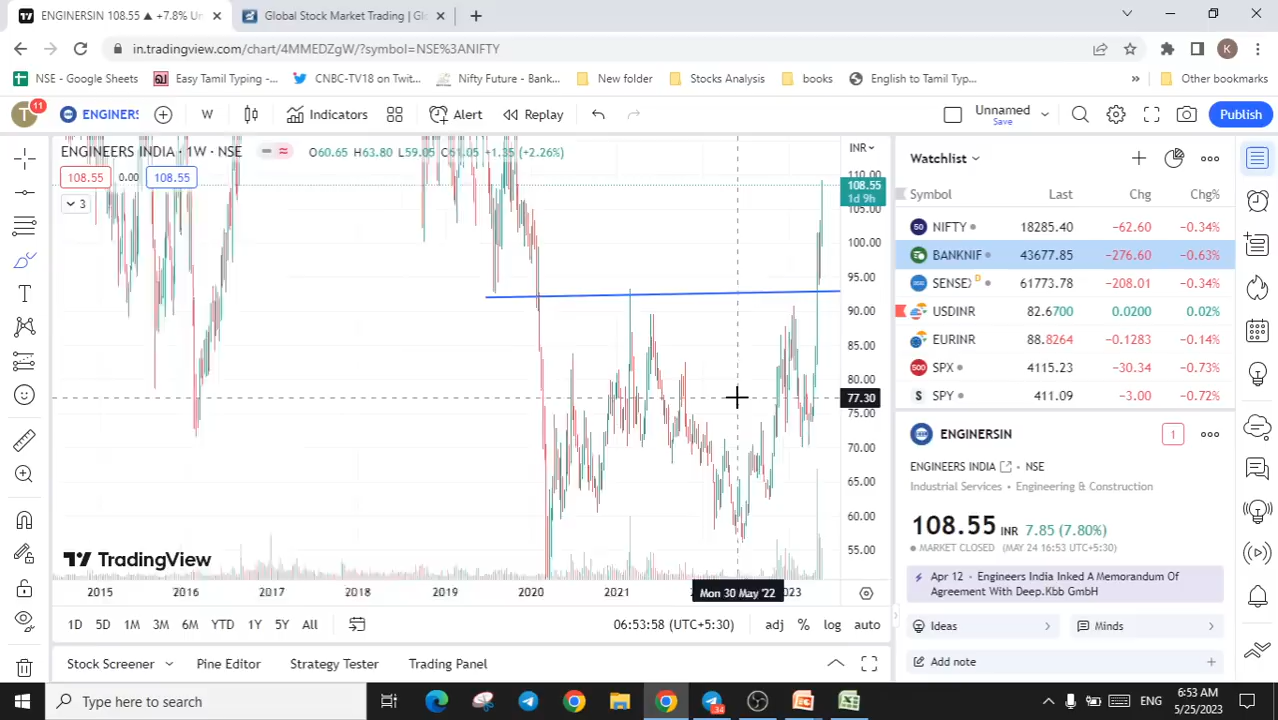 ENGINERSIN 108.55 ▲ +7.8% Un
Global Stock Market Trading | Gl
in.tradingview.com/chart/4MMEDZgW/?symbol=NSE%3ANIFTY
K
NSE - Google Sheets
Easy Tamil Typing -...
CNBC-TV18 on Twit...
Nifty Future - Bank...
New folder
Stocks Analysis
books
English to Tamil Typ...
»
Other bookmarks
T
11
ENGINERS
W
Indicators
Alert
Replay
Unnamed
Save
Publish
ENGINEERS INDIA · 1W · NSE
O60.65 H63.80 L59.05 C61.05 +1.35 (+2.26%)
108.55
0.00
108.55
3
INR
110.00
108.55
1d 9h
105.00
100.00
95.00
90.00
85.00
80.00
77.30
75.00
70.00
65.00
60.00
55.00
TradingView
2015
2016
2017
2018
2019
2020
2021
Mon 30 May '22
023
1D
5D
1M
3M
6M
YTD
1Y
5Y
All
06:53:58 (UTC+5:30)
adj
%
log
auto
Stock Screener
Pine Editor
Strategy Tester
Trading Panel
Watchlist
Symbol Last Chg Chg%
50 NIFTY 18285.40 −62.60 −0.34%
BANKNIF 43677.85 −276.60 −0.63%
SENSEX D 61773.78 −208.01 −0.34%
USDINR 82.6700 0.0200 0.02%
EURINR 88.8264 −0.1283 −0.14%
500 SPX 4115.23 −30.34 −0.73%
S SPY 411.09 −3.00 −0.72%
ENGINERSIN
1
ENGINEERS INDIA · NSE
Industrial Services • Engineering & Construction
108.55 INR 7.85 (7.80%)
MARKET CLOSED (MAY 24 16:53 UTC+5:30)
Apr 12 · Engineers India Inked A Memorandum Of
Agreement With Deep.Kbb GmbH
Ideas
Minds
Add note
Type here to search
34
ENG
6:53 AM
5/25/2023